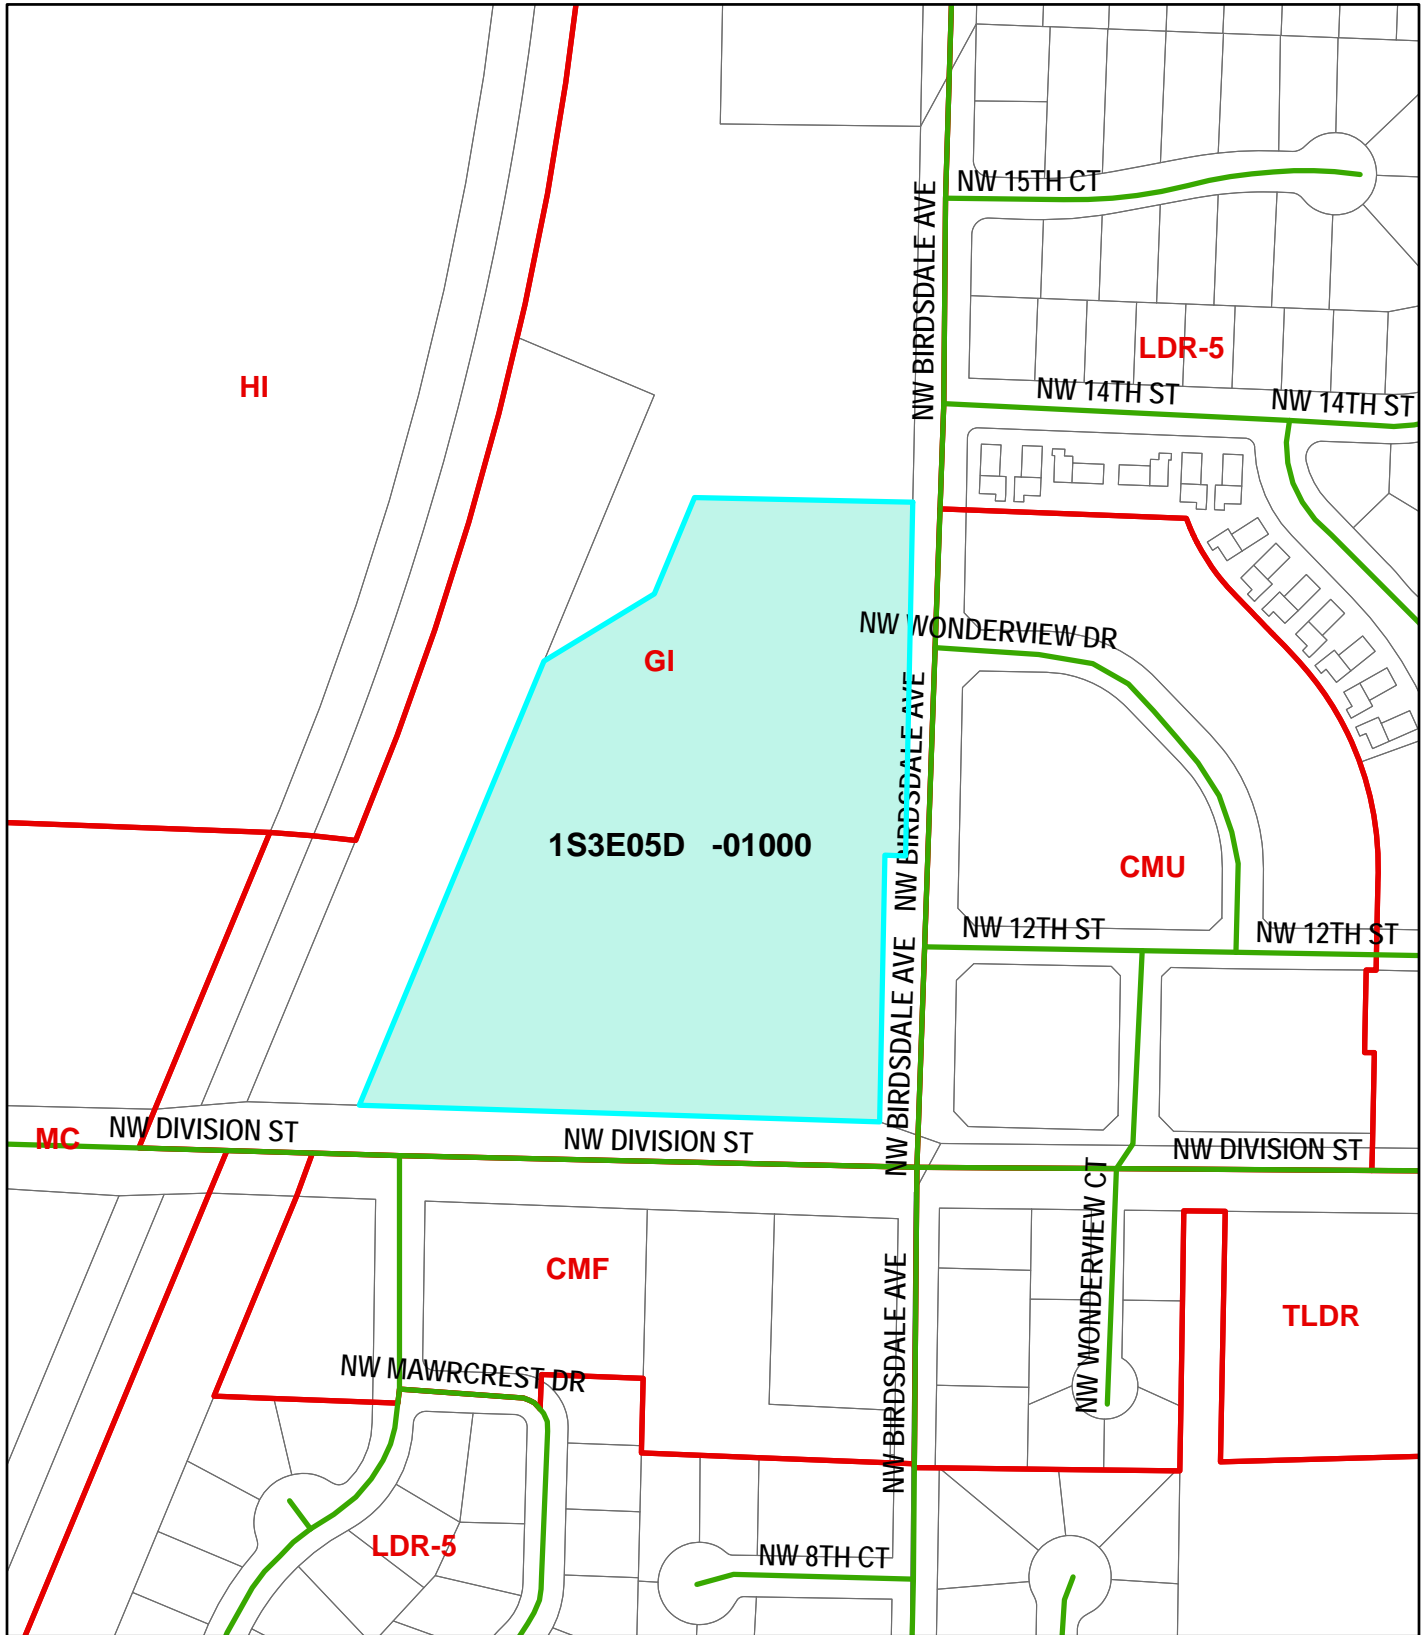 NW 15TH CT
NW BIRDSDALE AVE
LDR-5
HI
NW 14TH ST
NW 14TH ST
NW WONDERVIEW DR
GI
NW BIRDSDALE AVE
1S3E05D -01000
CMU
NW 12TH ST
NW 12TH ST
NW BIRDSDALE AVE
MC
NW DIVISION ST
NW DIVISION ST
NW DIVISION ST
NW WONDERVIEW CT
CMF
TLDR
NW BIRDSDALE AVE
NW MAWRCREST DR
LDR-5
NW 8TH CT